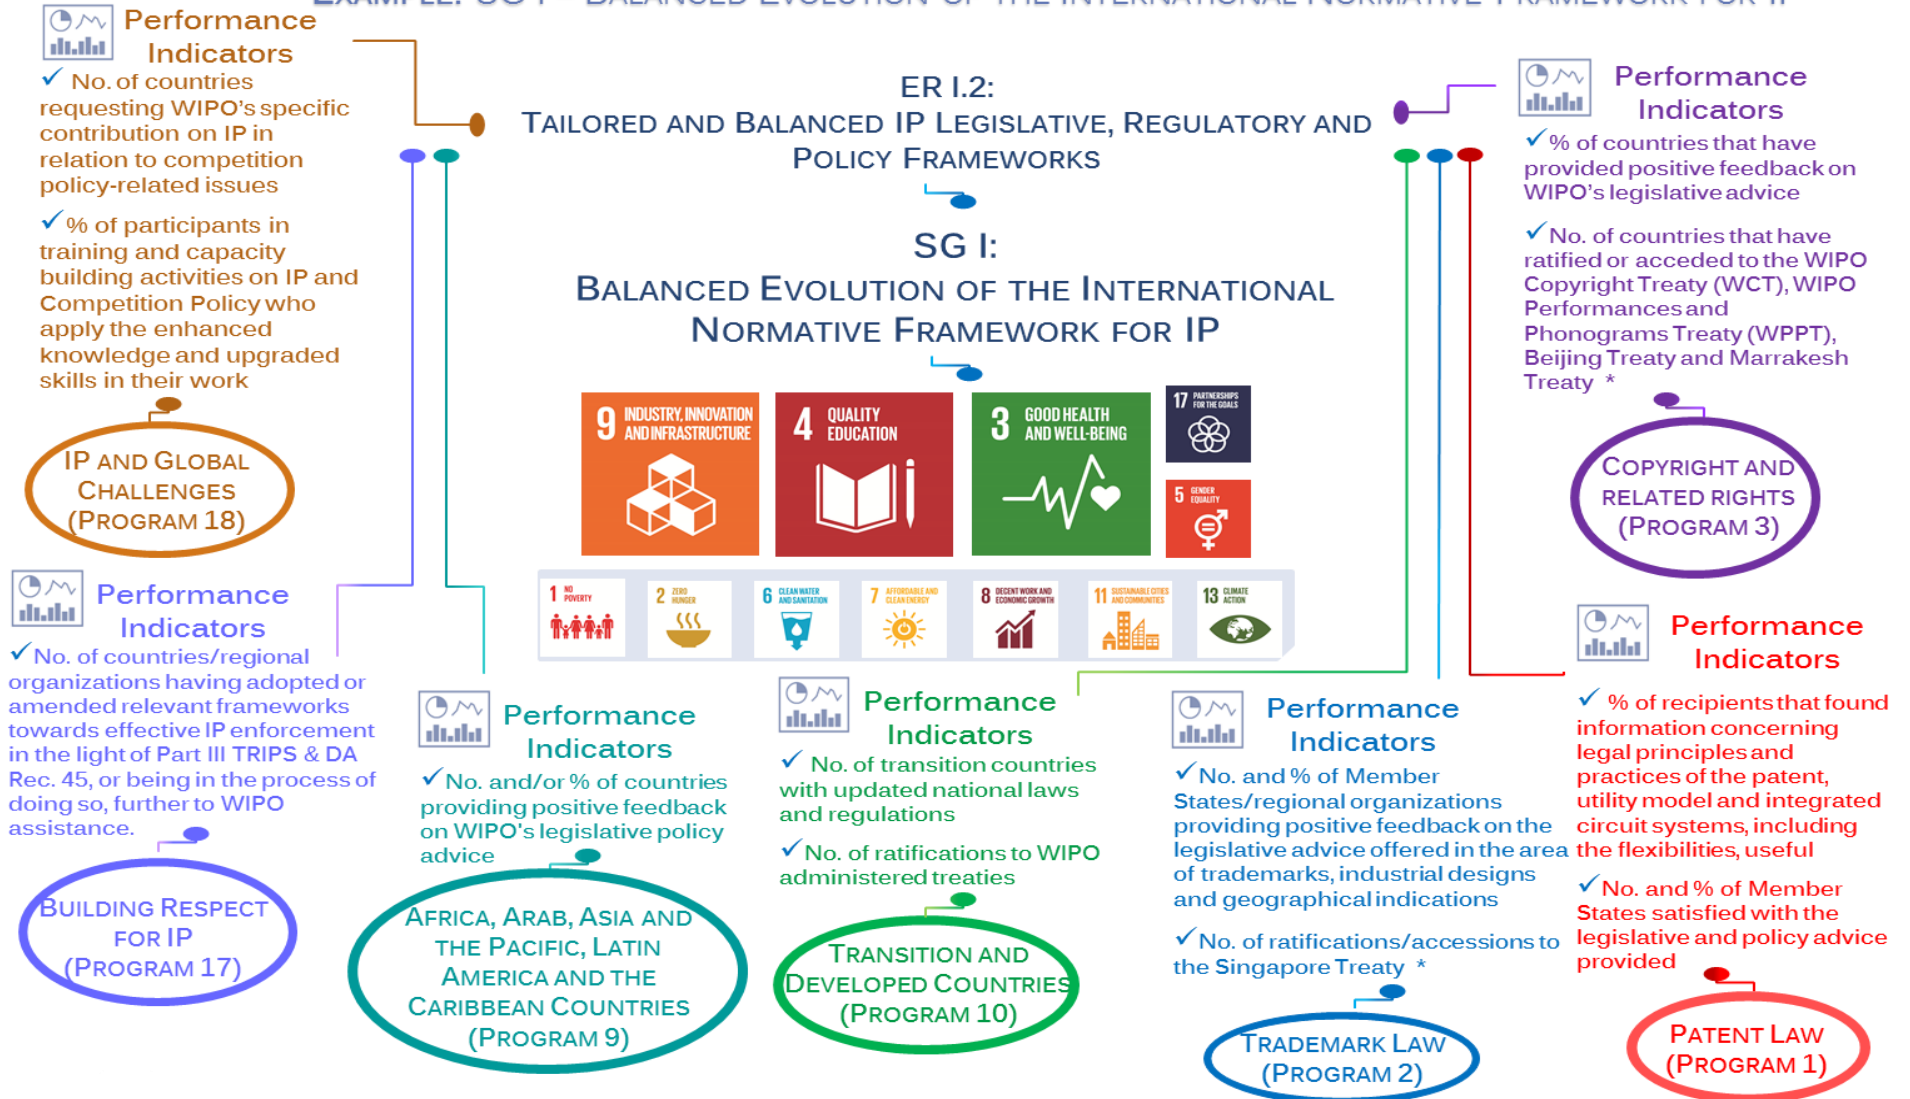 EXAMPLE: SG I – BALANCED EVOLUTION OF THE INTERNATIONAL NORMATIVE FRAMEWORK FOR IP
Performance
Indicators
✓ No. of countries
requesting WIPO's specific
contribution on IP in
relation to competition
policy-related issues
✓% of participants in
training and capacity
building activities on IP and
Competition Policy who
apply the enhanced
knowledge and upgraded
skills in their work
IP AND GLOBAL
CHALLENGES
(PROGRAM 18)
ER I.2:
TAILORED AND BALANCED IP LEGISLATIVE, REGULATORY AND
POLICY FRAMEWORKS
SG I:
BALANCED EVOLUTION OF THE INTERNATIONAL
NORMATIVE FRAMEWORK FOR IP
9 INDUSTRY, INNOVATION
AND INFRASTRUCTURE
4 QUALITY
EDUCATION
3 GOOD HEALTH
AND WELL-BEING
17 PARTNERSHIPS
FOR THE GOALS
5 GENDER
EQUALITY
1 NO
POVERTY
2 ZERO
HUNGER
6 CLEAN WATER
AND SANITATION
7 AFFORDABLE AND
CLEAN ENERGY
8 DECENT WORK AND
ECONOMIC GROWTH
11 SUSTAINABLE CITIES
AND COMMUNITIES
13 CLIMATE
ACTION
Performance
Indicators
✓% of countries that have
provided positive feedback on
WIPO's legislative advice
✓No. of countries that have
ratified or acceded to the WIPO
Copyright Treaty (WCT), WIPO
Performances and
Phonograms Treaty (WPPT),
Beijing Treaty and Marrakesh
Treaty *
COPYRIGHT AND
RELATED RIGHTS
(PROGRAM 3)
Performance
Indicators
✓No. of countries/regional
organizations having adopted or
amended relevant frameworks
towards effective IP enforcement
in the light of Part III TRIPS & DA
Rec. 45, or being in the process of
doing so, further to WIPO
assistance.
BUILDING RESPECT
FOR IP
(PROGRAM 17)
Performance
Indicators
✓No. and/or % of countries
providing positive feedback
on WIPO's legislative policy
advice
AFRICA, ARAB, ASIA AND
THE PACIFIC, LATIN
AMERICA AND THE
CARIBBEAN COUNTRIES
(PROGRAM 9)
Performance
Indicators
✓ No. of transition countries
with updated national laws
and regulations
✓No. of ratifications to WIPO
administered treaties
TRANSITION AND
DEVELOPED COUNTRIES
(PROGRAM 10)
Performance
Indicators
✓No. and % of Member
States/regional organizations
providing positive feedback on the
legislative advice offered in the area
of trademarks, industrial designs
and geographical indications
✓No. of ratifications/accessions to
the Singapore Treaty *
TRADEMARK LAW
(PROGRAM 2)
Performance
Indicators
✓ % of recipients that found
information concerning
legal principles and
practices of the patent,
utility model and integrated
circuit systems, including
the flexibilities, useful
✓No. and % of Member
States satisfied with the
legislative and policy advice
provided
PATENT LAW
(PROGRAM 1)